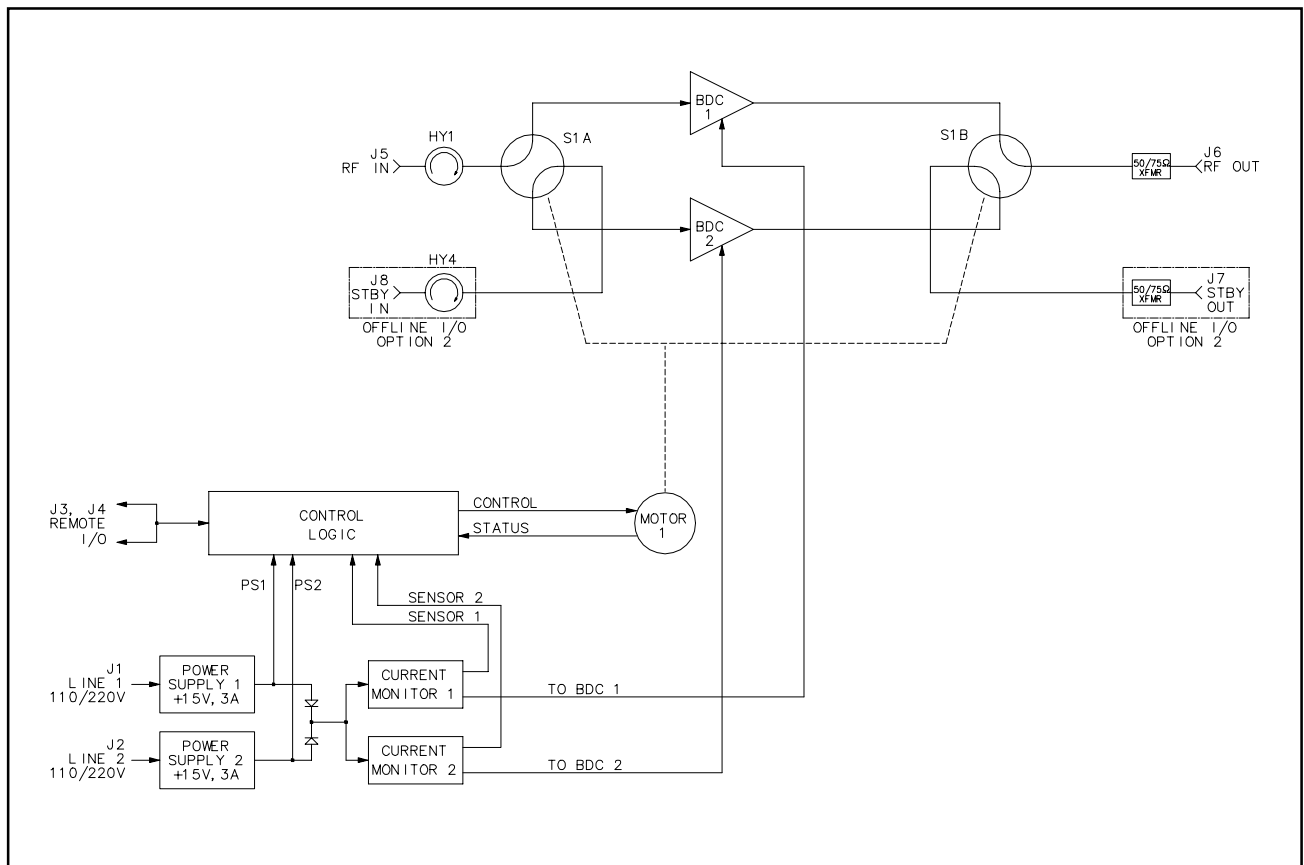 BDC
1
HY1
S1A
S1B
J5
RF IN
50/75Ω
XFMR
J6
RF OUT
BDC
2
HY4
J8
STBY
IN
OFFLINE I/O
OPTION 2
50/75Ω
XFMR
J7
STBY
OUT
OFFLINE I/O
OPTION 2
J3, J4
REMOTE
I/O
CONTROL
LOGIC
CONTROL
STATUS
MOTOR
1
PS1
PS2
SENSOR 2
SENSOR 1
J1
LINE 1
110/220V
POWER
SUPPLY 1
+15V, 3A
CURRENT
MONITOR 1
TO BDC 1
J2
LINE 2
110/220V
POWER
SUPPLY 2
+15V, 3A
CURRENT
MONITOR 2
TO BDC 2